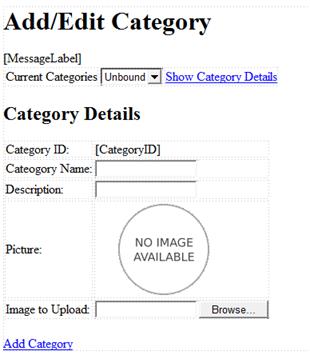 Add/Edit Category
[MessageLabel]
Current Categories Unbound Show Category Details
Category Details
Category ID: [CategoryID]
Cateogory Name:
Description:
Picture:
NO IMAGE
AVAILABLE
Image to Upload: Browse...
Add Category